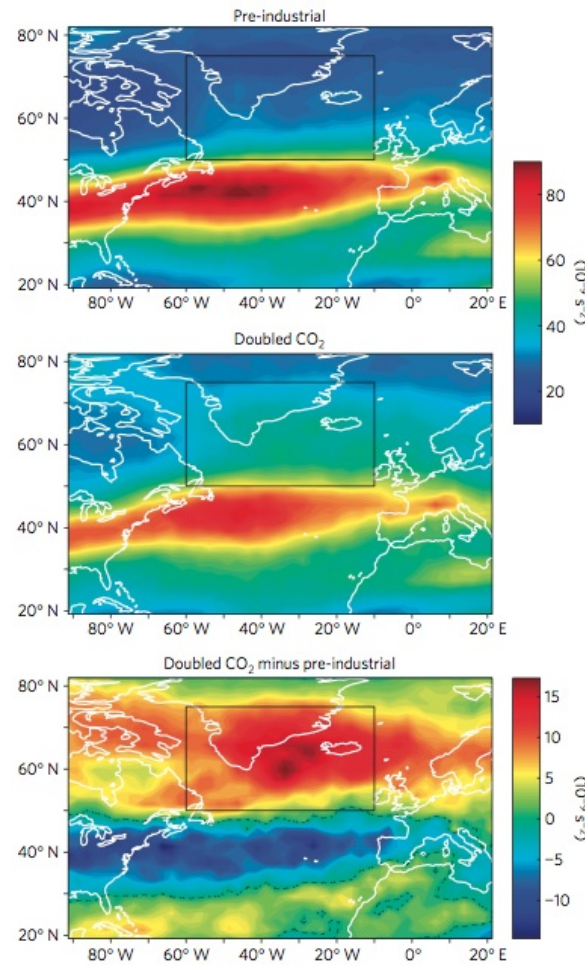 Pre-industrial
80° N
60° N
40° N
20° N
80° W 60° W 40° W 20° W 0° 20° E
80
60
40
20
Doubled CO₂
80° N
60° N
40° N
20° N
80° W 60° W 40° W 20° W 0° 20° E
Doubled CO₂ minus pre-industrial
80° N
60° N
40° N
20° N
80° W 60° W 40° W 20° W 0° 20° E
15
10
5
0
−5
−10